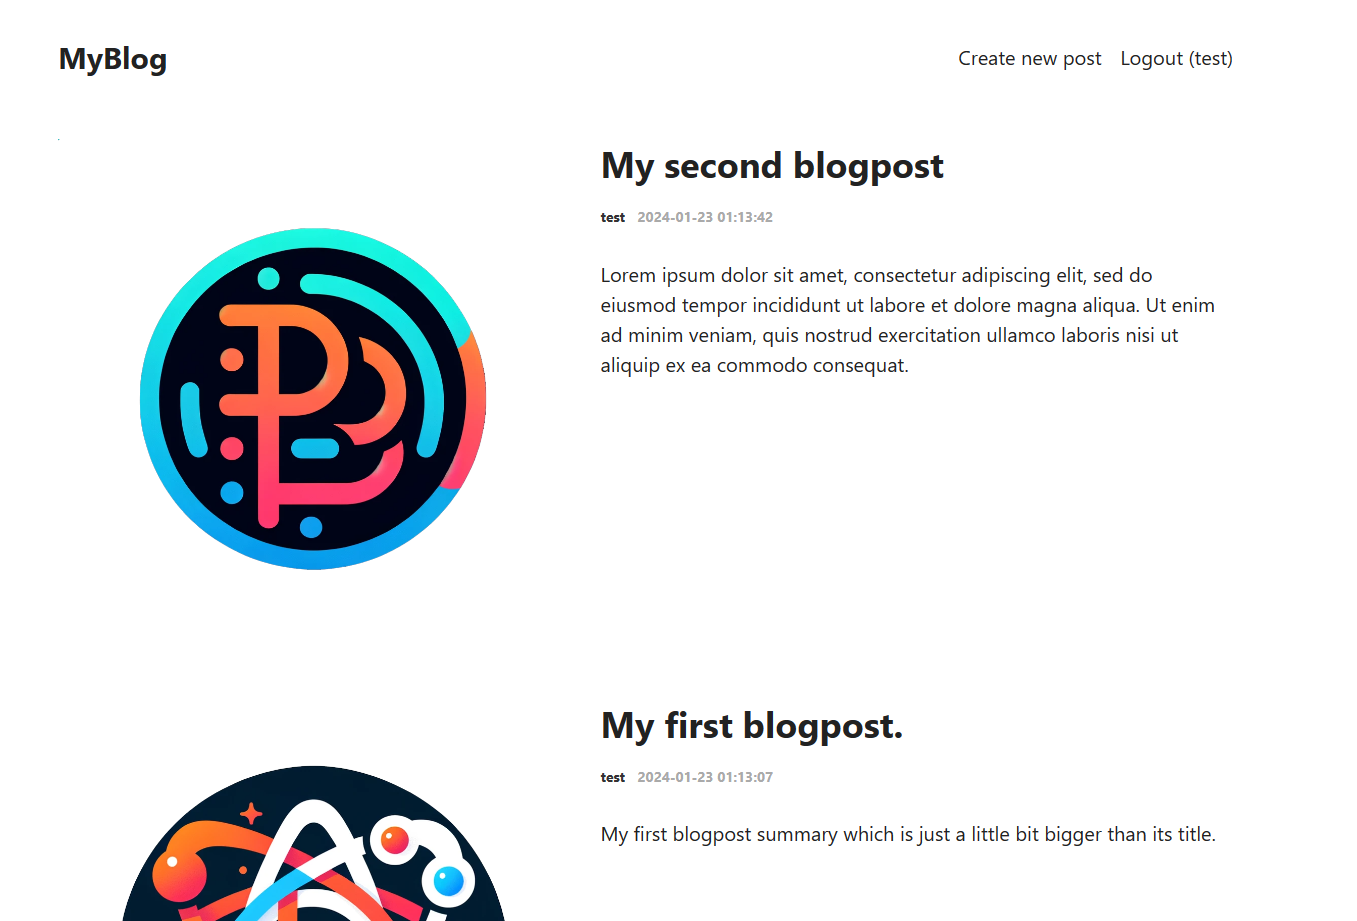 MyBlog
Create new post Logout (test)
My second blogpost
test 2024-01-23 01:13:42
Lorem ipsum dolor sit amet, consectetur adipiscing elit, sed do
eiusmod tempor incididunt ut labore et dolore magna aliqua. Ut enim
ad minim veniam, quis nostrud exercitation ullamco laboris nisi ut
aliquip ex ea commodo consequat.
My first blogpost.
test 2024-01-23 01:13:07
My first blogpost summary which is just a little bit bigger than its title.